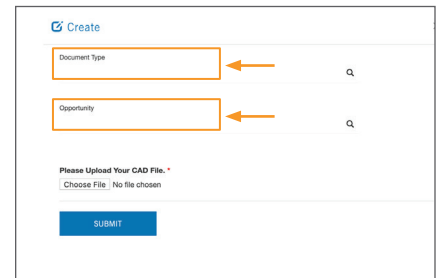 Create
Document Type
Opportunity
Please Upload Your CAD File. *
Choose File No file chosen
SUBMIT